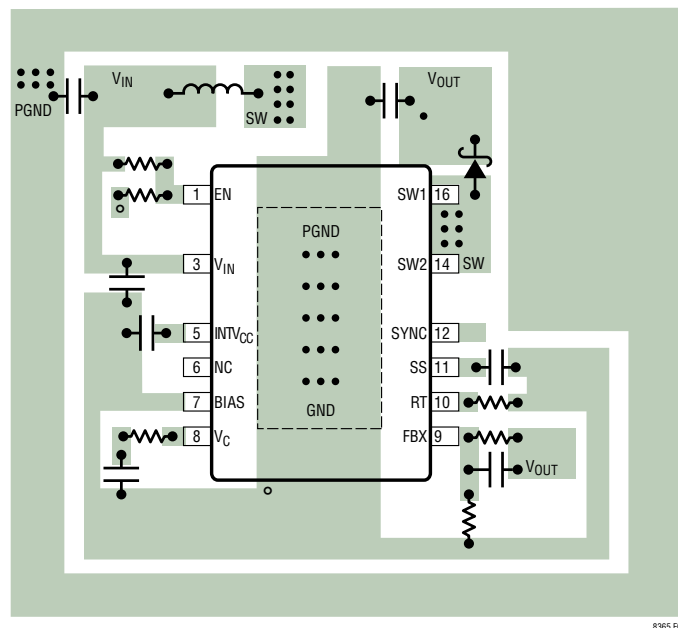 PGND
VIN
SW
VOUT
1 EN
SW1 16
PGND
3 VIN
SW2 14 SW
5 INTVCC
SYNC 12
6 NC
SS 11
7 BIAS
RT 10
GND
8 VC
FBX 9
VOUT